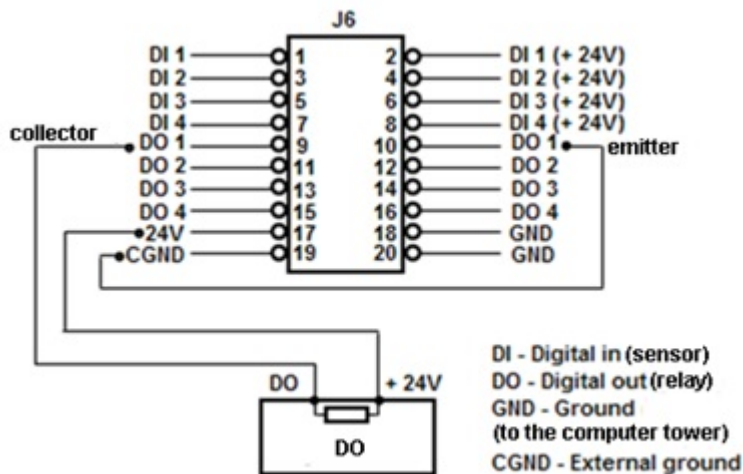 J6
DI 1 1 2 DI 1 (+ 24V)
DI 2 3 4 DI 2 (+ 24V)
DI 3 5 6 DI 3 (+ 24V)
DI 4 7 8 DI 4 (+ 24V)
collector
DO 1 9 10 DO 1 emitter
DO 2 11 12 DO 2
DO 3 13 14 DO 3
DO 4 15 16 DO 4
24V 17 18 GND
CGND 19 20 GND
DO + 24V
DO
DI - Digital in (sensor)
DO - Digital out (relay)
GND - Ground
(to the computer tower)
CGND - External ground